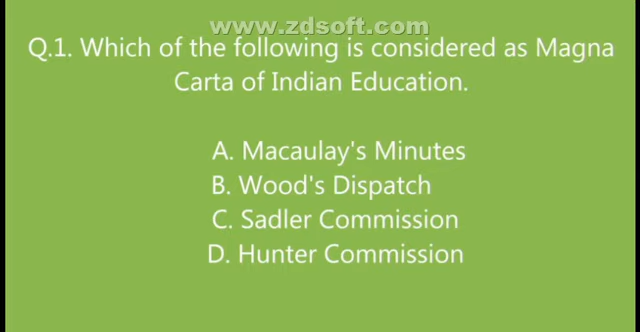 www.zdsoft.com
Q.1. Which of the following is considered as Magna
Carta of Indian Education.
A. Macaulay's Minutes
B. Wood's Dispatch
C. Sadler Commission
D. Hunter Commission